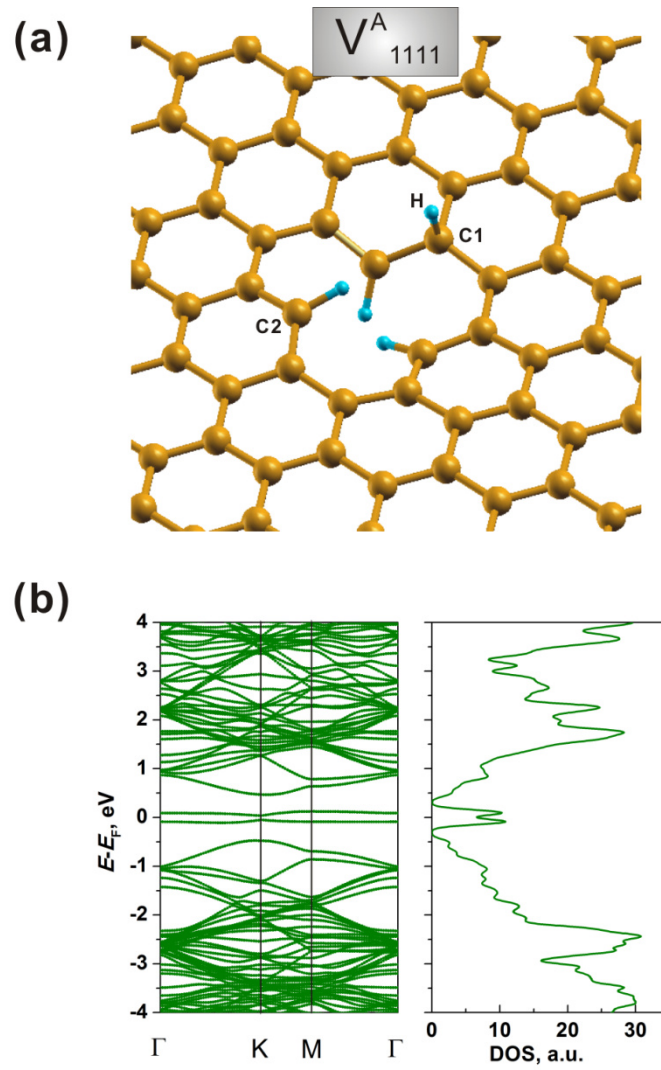 (a)
V^A_1111
H
C1
C2
(b)
E-E_F, eV
4
3
2
1
0
-1
-2
-3
-4
Γ K M Γ
0 10 20 30
DOS, a.u.